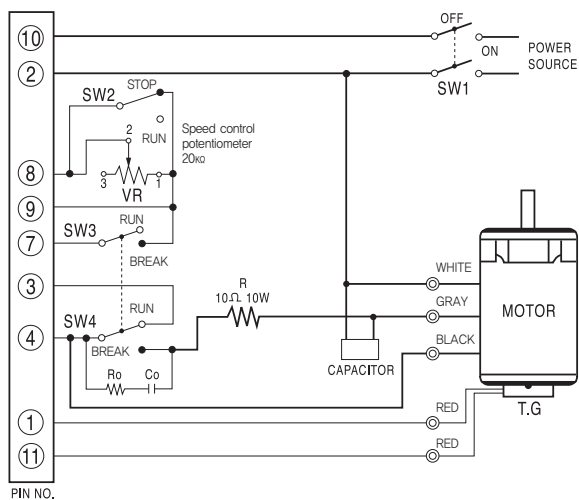 OFF
10
ON
POWER
SOURCE
2
SW1
STOP
SW2
RUN
Speed control
potentiometer
20KΩ
2
8
3
1
VR
9
RUN
SW3
7
BREAK
WHITE
3
RUN
R
10Ω 10W
GRAY
MOTOR
SW4
4
BREAK
BLACK
CAPACITOR
Ro
Co
RED
T.G
1
RED
11
PIN NO.